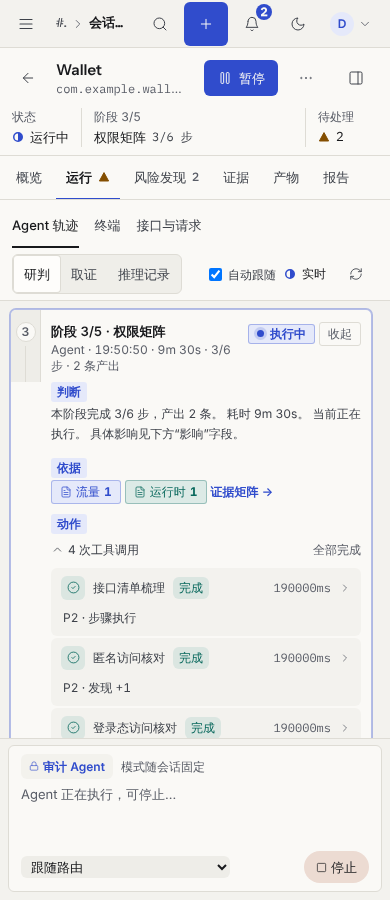 #. 会话...
2
D
Wallet
com.example.wall...
暂停
状态
运行中
阶段 3/5
权限矩阵 3/6 步
待处理
2
概览 运行 风险发现 2 证据 产物 报告
Agent 轨迹 终端 接口与请求
研判 取证 推理记录 自动跟随 实时
3
阶段 3/5 · 权限矩阵
Agent · 19:50:50 · 9m 30s · 3/6
步 · 2 条产出
执行中
收起
判断
本阶段完成 3/6 步，产出 2 条。 耗时 9m 30s。 当前正在
执行。 具体影响见下方“影响”字段。
依据
流量 1 运行时 1 证据矩阵 →
动作
4 次工具调用 全部完成
接口清单梳理 完成 190000ms
P2 · 步骤执行
匿名访问核对 完成 190000ms
P2 · 发现 +1
登录态访问核对 完成 190000ms
审计 Agent 模式随会话固定
Agent 正在执行，可停止...
跟随路由 停止